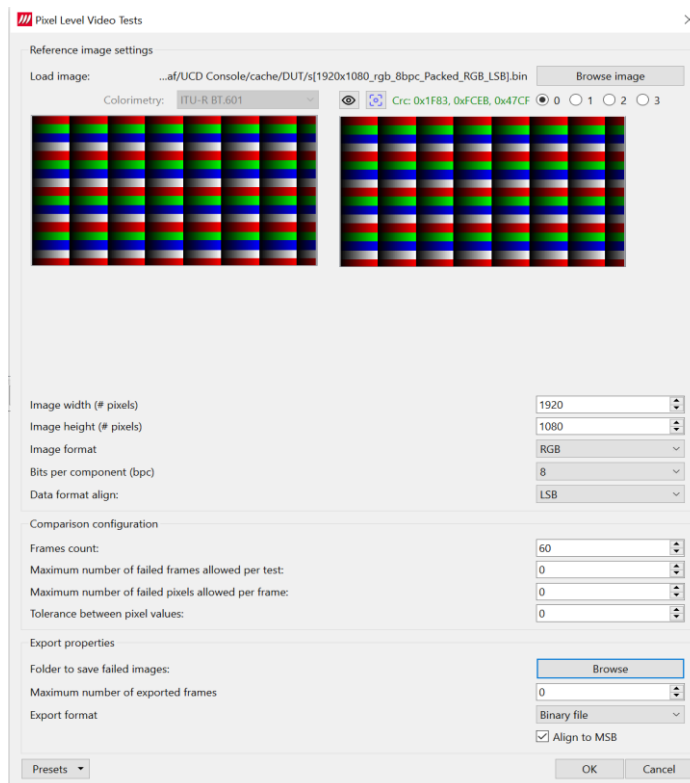 Pixel Level Video Tests
Reference image settings
Load image: ...af/UCD Console/cache/DUT/s[1920x1080_rgb_8bpc_Packed_RGB_LSB].bin Browse image
Colorimetry: ITU-R BT.601 Crc: 0x1F83, 0xFCEB, 0x47CF 0 1 2 3
Image width (# pixels) 1920
Image height (# pixels) 1080
Image format RGB
Bits per component (bpc) 8
Data format align: LSB
Comparison configuration
Frames count: 60
Maximum number of failed frames allowed per test: 0
Maximum number of failed pixels allowed per frame: 0
Tolerance between pixel values: 0
Export properties
Folder to save failed images: Browse
Maximum number of exported frames 0
Export format Binary file
Align to MSB
Presets OK Cancel